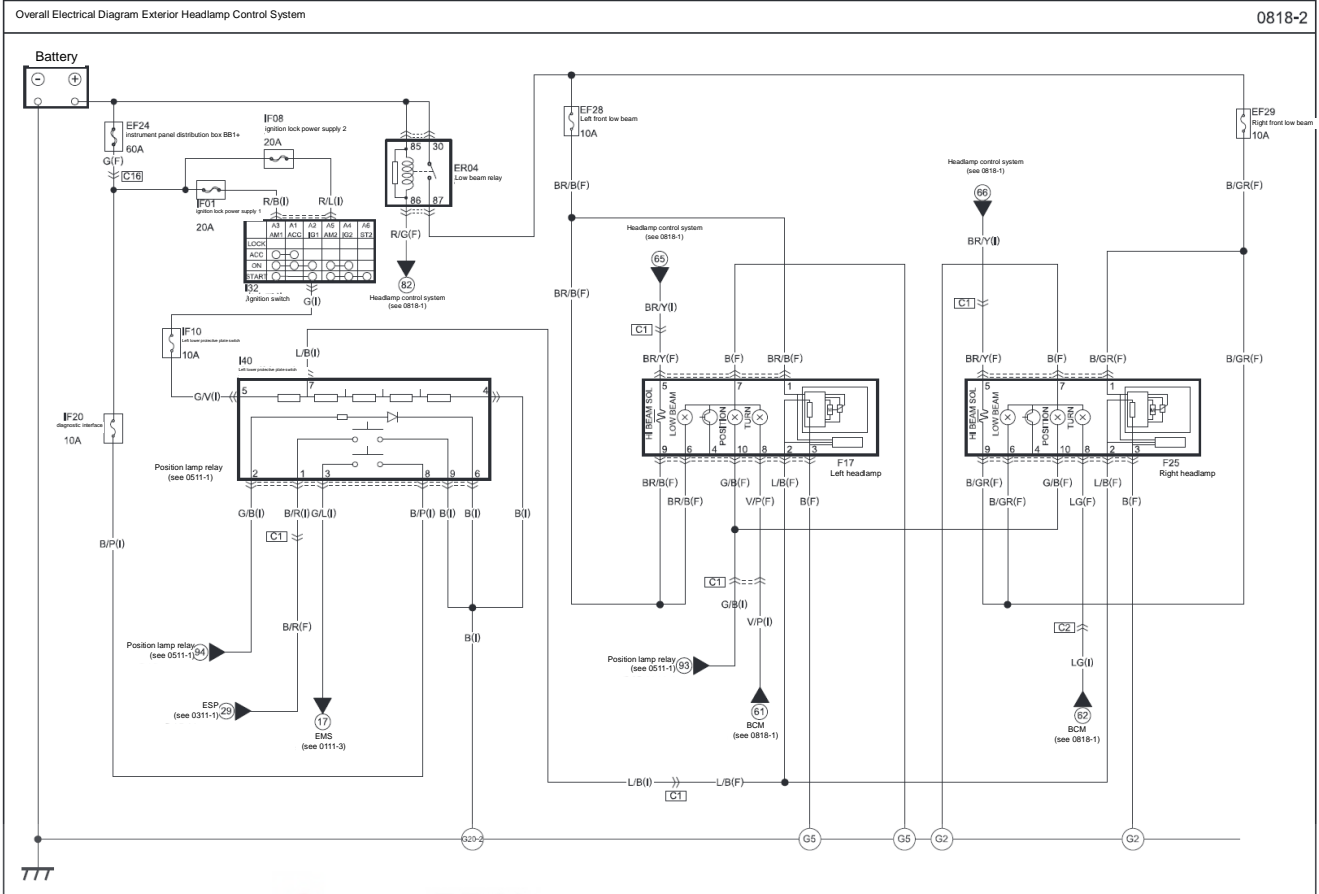 Overall Electrical Diagram Exterior Headlamp Control System
0818-2
Battery
EF24
instrument panel distribution box BB1+
60A
G(F)
C16
IF08
ignition lock power supply 2
20A
IF01
ignition lock power supply 1
20A
R/B(I)
R/L(I)
A3 A1 A2 A5 A4 A6
AM1 ACC IG1 AM2 IG2 ST2
LOCK
ACC
ON
START
I32
/Ignition switch
G(I)
85 30
86 87
ER04
Low beam relay
R/G(F)
82
Headlamp control system
(see 0818-1)
EF28
Left front low beam
10A
EF29
Right front low beam
10A
BR/B(F)
BR/B(F)
B/GR(F)
B/GR(F)
Headlamp control system
(see 0818-1)
65
BR/Y(I)
C1
Headlamp control system
(see 0818-1)
66
BR/Y(I)
C1
IF10
Left lower protective plate switch
10A
L/B(I)
I40
Left lower protective plate switch
G/V(I)
5 7 4
2 1 3 8 9 6
IF20
diagnostic interface
10A
Position lamp relay
(see 0511-1)
G/B(I) B/R(I) G/L(I) B/P(I) B(I) B(I) B(I)
C1
B/P(I)
B/R(F)
B(I)
Position lamp relay
(see 0511-1)
94
ESP
(see 0311-1)
29
17
EMS
(see 0111-3)
BR/Y(F) B(F) BR/B(F)
5 7 1
HI BEAM SOL
LOW BEAM
POSITION
TURN
9 6 4 10 8 2 3
F17
Left headlamp
BR/B(F) G/B(F) L/B(F)
BR/B(F) V/P(F) B(F)
C1
G/B(I)
V/P(I)
Position lamp relay
(see 0511-1)
93
61
BCM
(see 0818-1)
BR/Y(F) B(F) B/GR(F)
5 7 1
HI BEAM SOL
LOW BEAM
POSITION
TURN
9 6 4 10 8 2 3
F25
Right headlamp
B/GR(F) G/B(F) L/B(F)
B/GR(F) LG(F) B(F)
C2
LG(I)
62
BCM
(see 0818-1)
L/B(I) L/B(F)
C1
G20-2
G5
G5
G2
G2